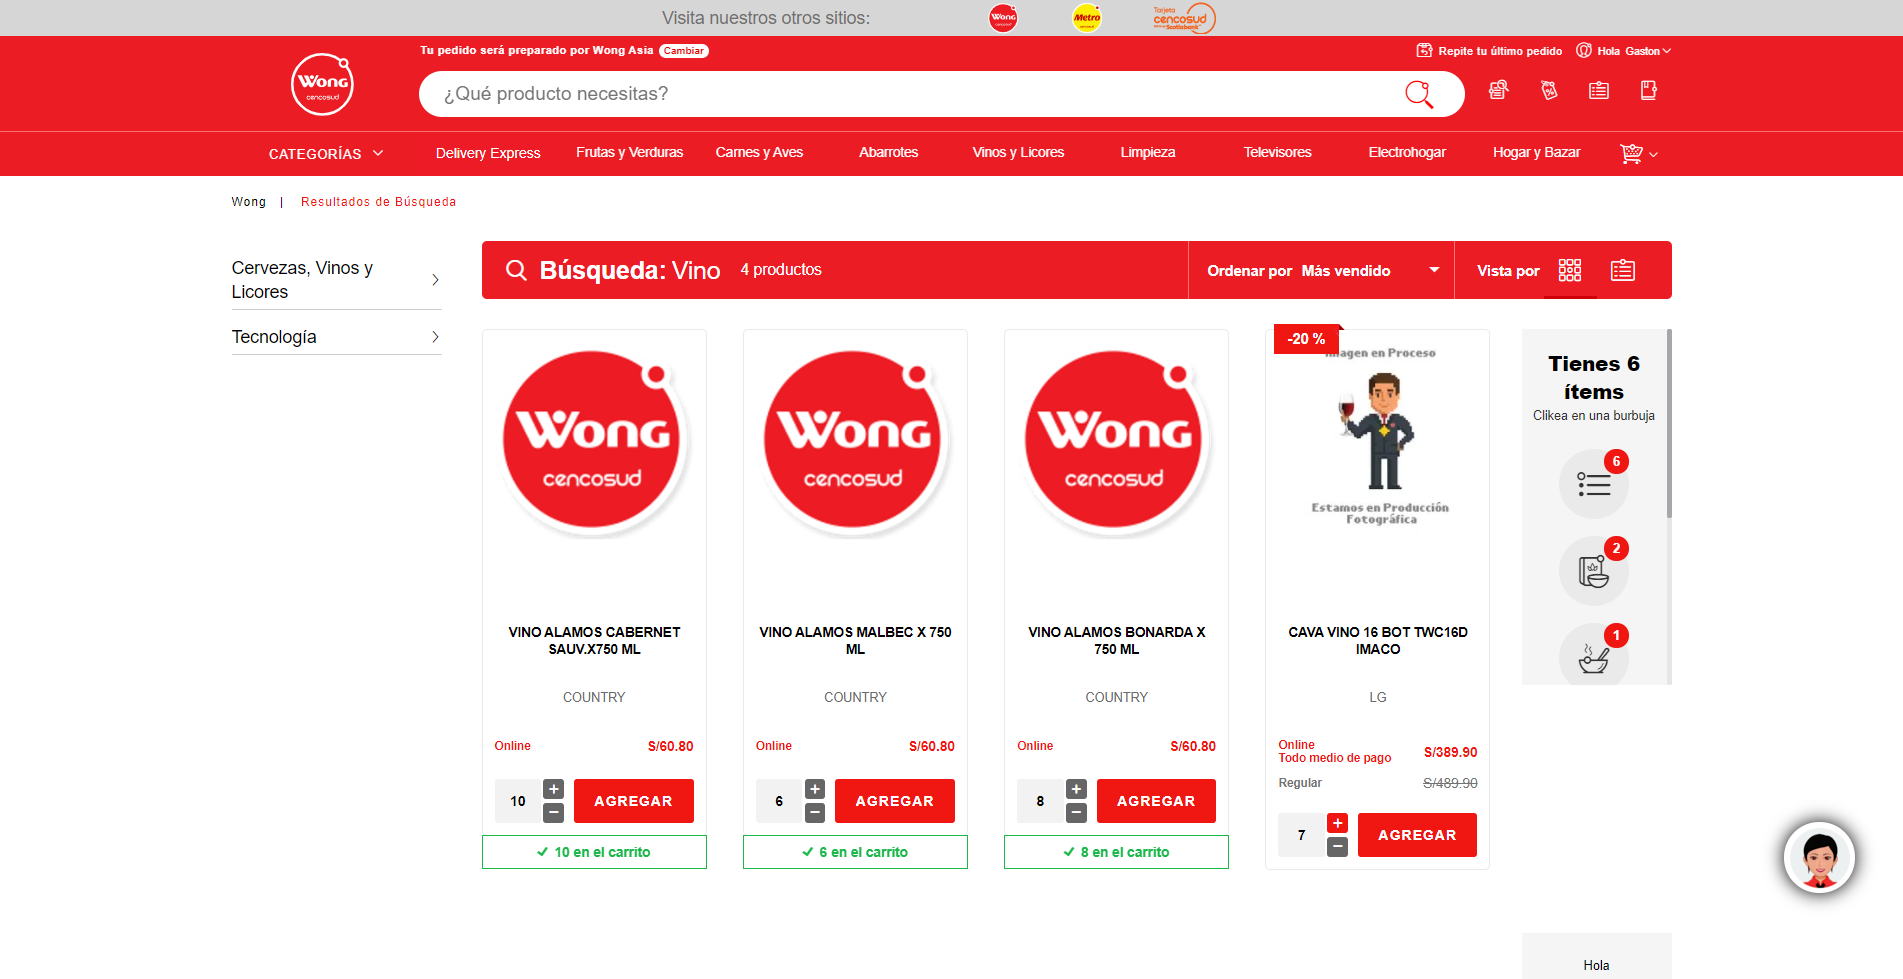 Visita nuestros otros sitios:
Wong
cencosud
Metro
cencosud
Tarjeta
cencosud
Scotiabank
Tu pedido será preparado por Wong Asia Cambiar
Repite tu último pedido
Hola Gaston
Wong
cencosud
¿Qué producto necesitas?
CATEGORÍAS
Delivery Express
Frutas y Verduras
Carnes y Aves
Abarrotes
Vinos y Licores
Limpieza
Televisores
Electrohogar
Hogar y Bazar
Wong | Resultados de Búsqueda
Cervezas, Vinos y
Licores
Tecnología
Búsqueda: Vino 4 productos
Ordenar por Más vendido
Vista por
Wong
cencosud
VINO ALAMOS CABERNET
SAUV.X750 ML
COUNTRY
Online S/60.80
10 + − AGREGAR
10 en el carrito
Wong
cencosud
VINO ALAMOS MALBEC X 750
ML
COUNTRY
Online S/60.80
6 + − AGREGAR
6 en el carrito
Wong
cencosud
VINO ALAMOS BONARDA X
750 ML
COUNTRY
Online S/60.80
8 + − AGREGAR
8 en el carrito
-20 %
Imagen en Proceso
Estamos en Producción
Fotográfica
CAVA VINO 16 BOT TWC16D
IMACO
LG
Online
Todo medio de pago S/389.90
Regular S/489.90
7 + − AGREGAR
Tienes 6
ítems
Clikea en una burbuja
6
2
1
Hola